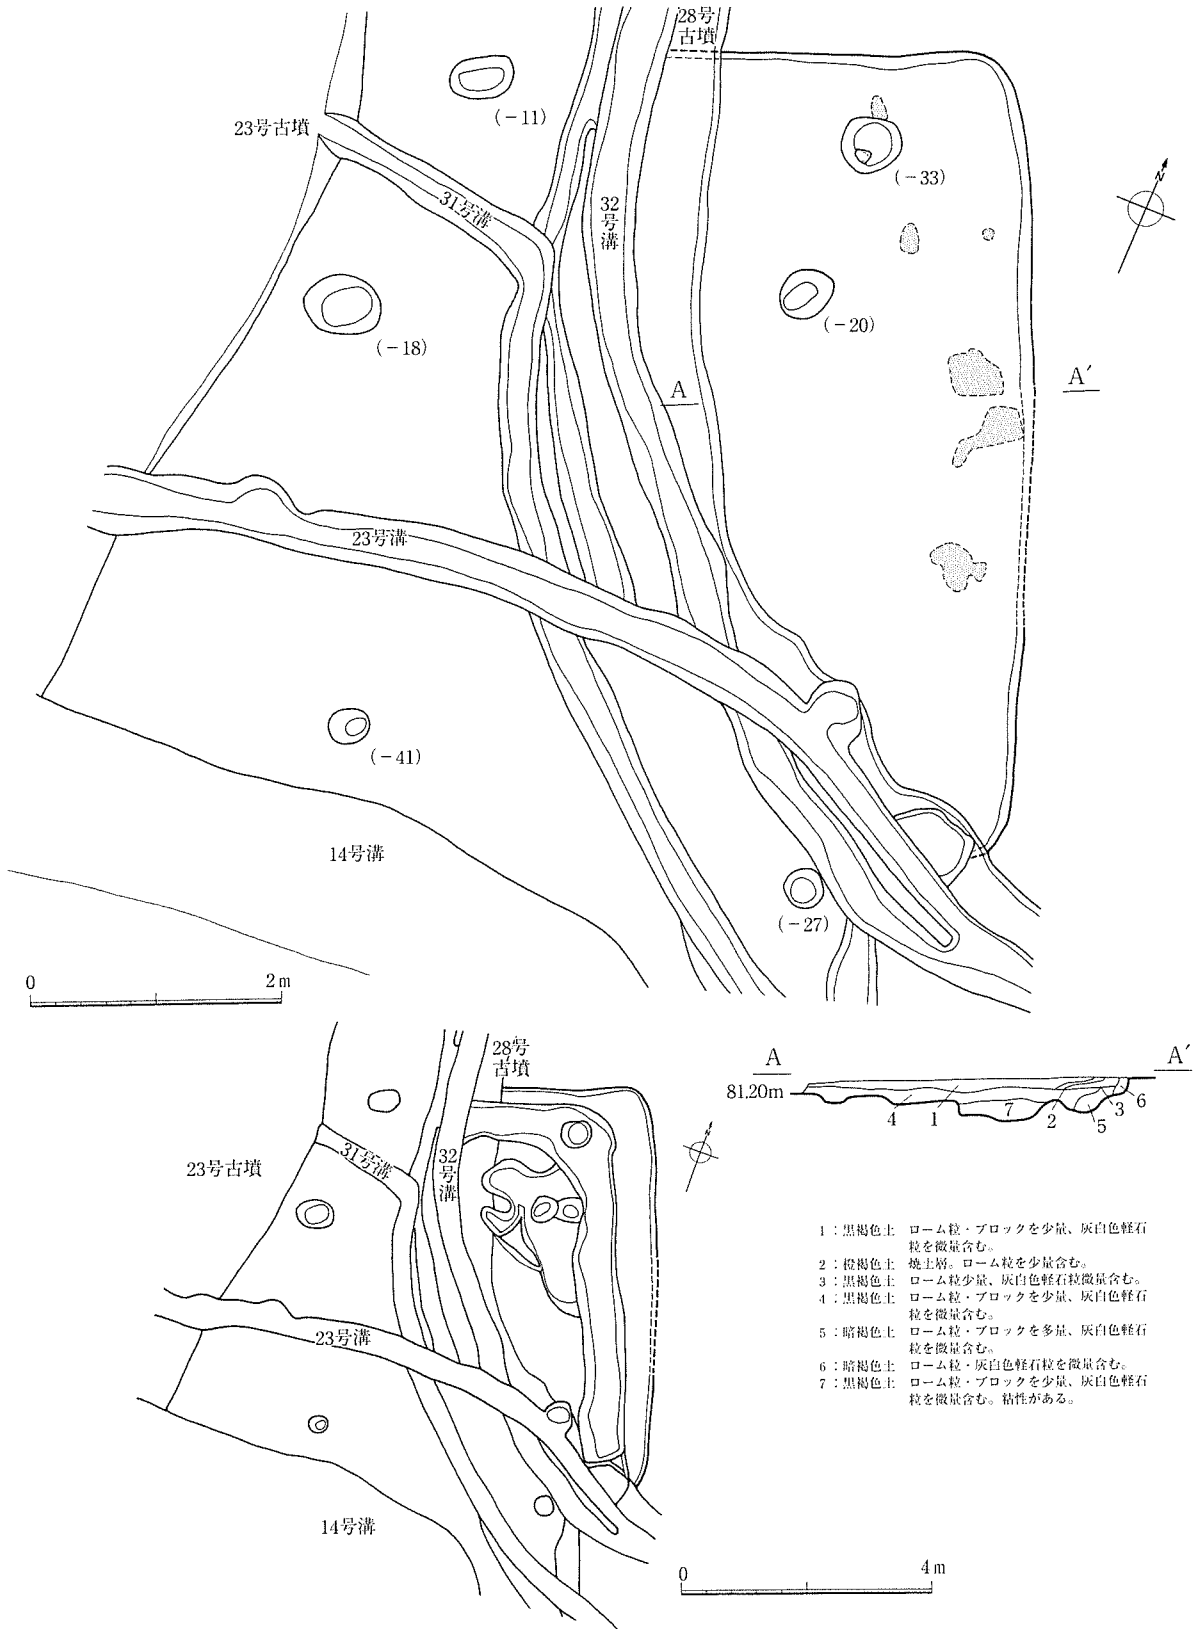 28号
古墳
(-11)
23号古墳
31号溝
32号溝
(-33)
N
(-20)
(-18)
A
A′
23号溝
(-41)
14号溝
(-27)
0
2m
28号
古墳
31号溝
32号溝
23号古墳
N
23号溝
14号溝
0
4m
A
A′
81.20m
4
1
7
2
5
3
6
1:黒褐色土 ローム粒・ブロックを少量、灰白色軽石
粒を微量含む。
2:橙褐色土 焼土層。ローム粒を少量含む。
3:黒褐色土 ローム粒少量、灰白色軽石粒微量含む。
4:黒褐色土 ローム粒・ブロックを少量、灰白色軽石
粒を微量含む。
5:暗褐色土 ローム粒・ブロックを多量、灰白色軽石
粒を微量含む。
6:暗褐色土 ローム粒・灰白色軽石粒を微量含む。
7:黒褐色土 ローム粒・ブロックを少量、灰白色軽石
粒を微量含む。粘性がある。